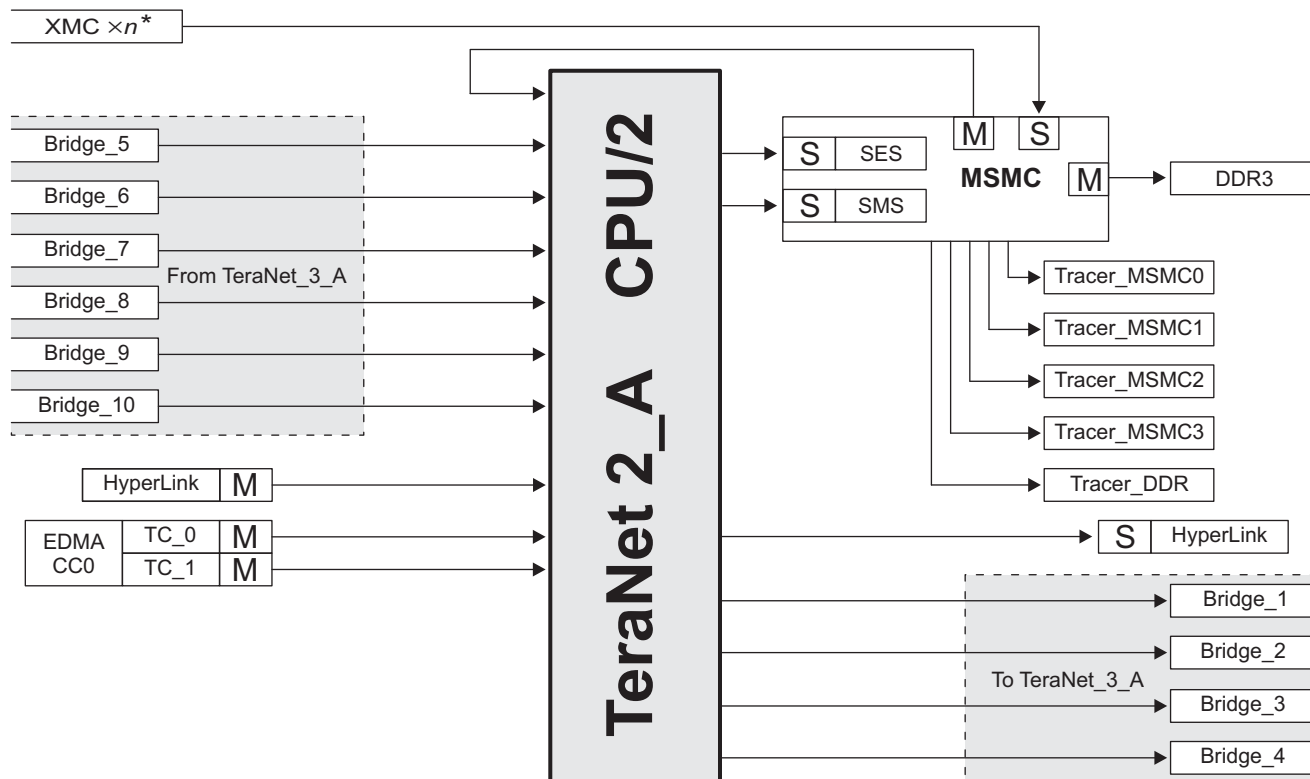 XMC ×n*
Bridge_5
Bridge_6
Bridge_7
From TeraNet_3_A
Bridge_8
Bridge_9
Bridge_10
HyperLink M
EDMA
CC0
TC_0 M
TC_1 M
TeraNet 2_A CPU/2
M S
S SES
MSMC
M
S SMS
DDR3
Tracer_MSMC0
Tracer_MSMC1
Tracer_MSMC2
Tracer_MSMC3
Tracer_DDR
S HyperLink
Bridge_1
Bridge_2
To TeraNet_3_A
Bridge_3
Bridge_4